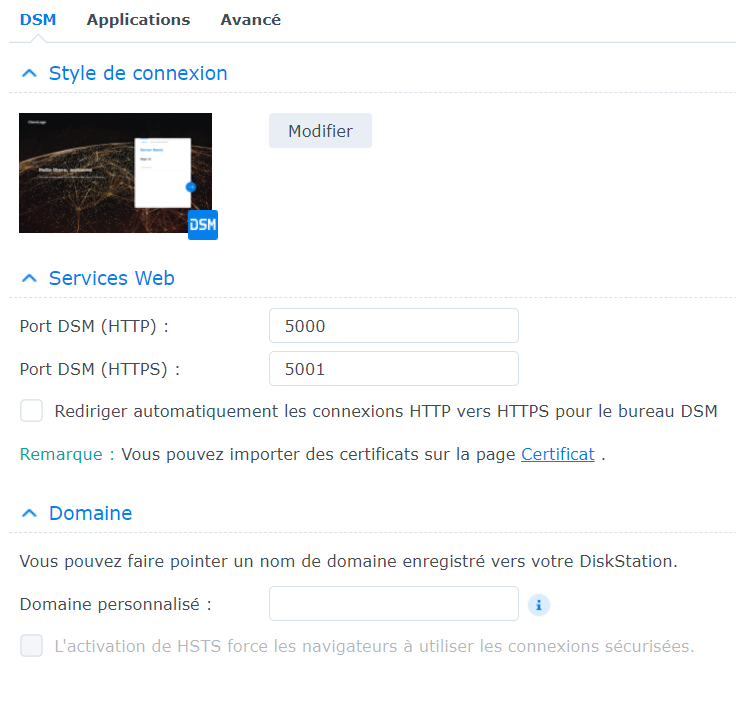 DSM Applications Avancé
Style de connexion
Modifier
DSM
Services Web
Port DSM (HTTP) : 5000
Port DSM (HTTPS) : 5001
Rediriger automatiquement les connexions HTTP vers HTTPS pour le bureau DSM
Remarque : Vous pouvez importer des certificats sur la page Certificat .
Domaine
Vous pouvez faire pointer un nom de domaine enregistré vers votre DiskStation.
Domaine personnalisé :
L'activation de HSTS force les navigateurs à utiliser les connexions sécurisées.